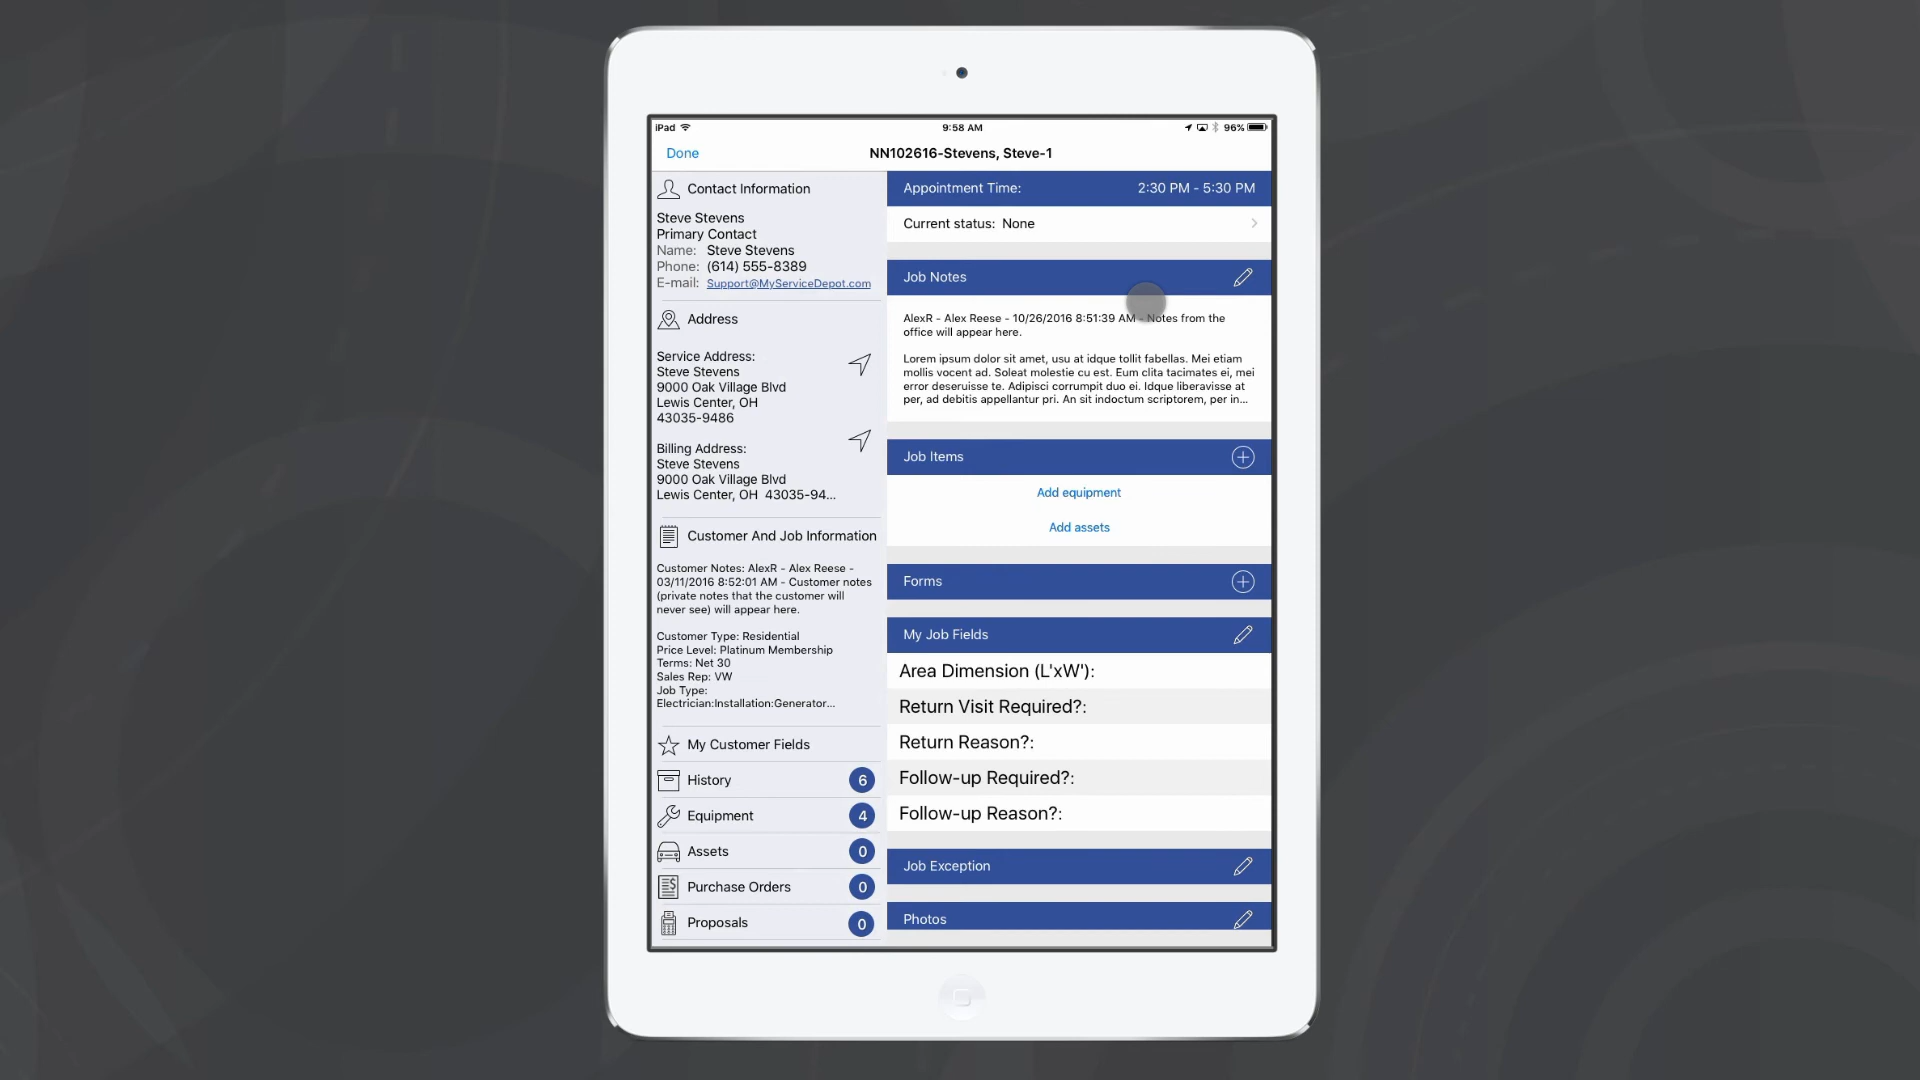 iPad
9:58 AM
96%
Done
NN102616-Stevens, Steve-1
Contact Information
Steve Stevens
Primary Contact
Name: Steve Stevens
Phone: (614) 555-8389
E-mail: Support@MyServiceDepot.com
Address
Service Address:
Steve Stevens
9000 Oak Village Blvd
Lewis Center, OH
43035-9486
Billing Address:
Steve Stevens
9000 Oak Village Blvd
Lewis Center, OH 43035-94...
Customer And Job Information
Customer Notes: AlexR - Alex Reese -
03/11/2016 8:52:01 AM - Customer notes
(private notes that the customer will
never see) will appear here.
Customer Type: Residential
Price Level: Platinum Membership
Terms: Net 30
Sales Rep: VW
Job Type:
Electrician:Installation:Generator...
My Customer Fields
History 6
Equipment 4
Assets 0
Purchase Orders 0
Proposals 0
Appointment Time: 2:30 PM - 5:30 PM
Current status: None
Job Notes
AlexR - Alex Reese - 10/26/2016 8:51:39 AM - Notes from the
office will appear here.
Lorem ipsum dolor sit amet, usu at idque tollit fabellas. Mei etiam
mollis vocent ad. Soleat molestie cu est. Eum clita tacimates ei, mei
error deseruisse te. Adipisci corrumpit duo ei. Idque liberavisse at
per, ad debitis appellantur pri. An sit indoctum scriptorem, per in...
Job Items
Add equipment
Add assets
Forms
My Job Fields
Area Dimension (L'xW'):
Return Visit Required?:
Return Reason?:
Follow-up Required?:
Follow-up Reason?:
Job Exception
Photos